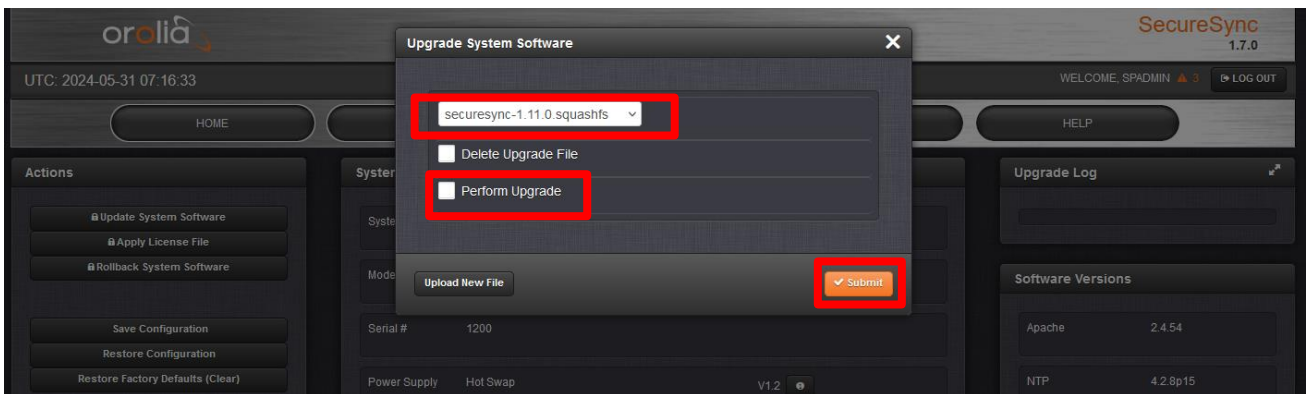 orolia
SecureSync
1.7.0
UTC: 2024-05-31 07:16:33
WELCOME, SPADMIN 3 LOG OUT
HOME
HELP
Upgrade System Software
securesync-1.11.0.squashfs
Delete Upgrade File
Perform Upgrade
Upload New File
Submit
Actions
Update System Software
Apply License File
Rollback System Software
Save Configuration
Restore Configuration
Restore Factory Defaults (Clear)
Syster
Syste
Mode
Serial # 1200
Power Supply Hot Swap V1.2
Upgrade Log
Software Versions
Apache 2.4.54
NTP 4.2.8p15